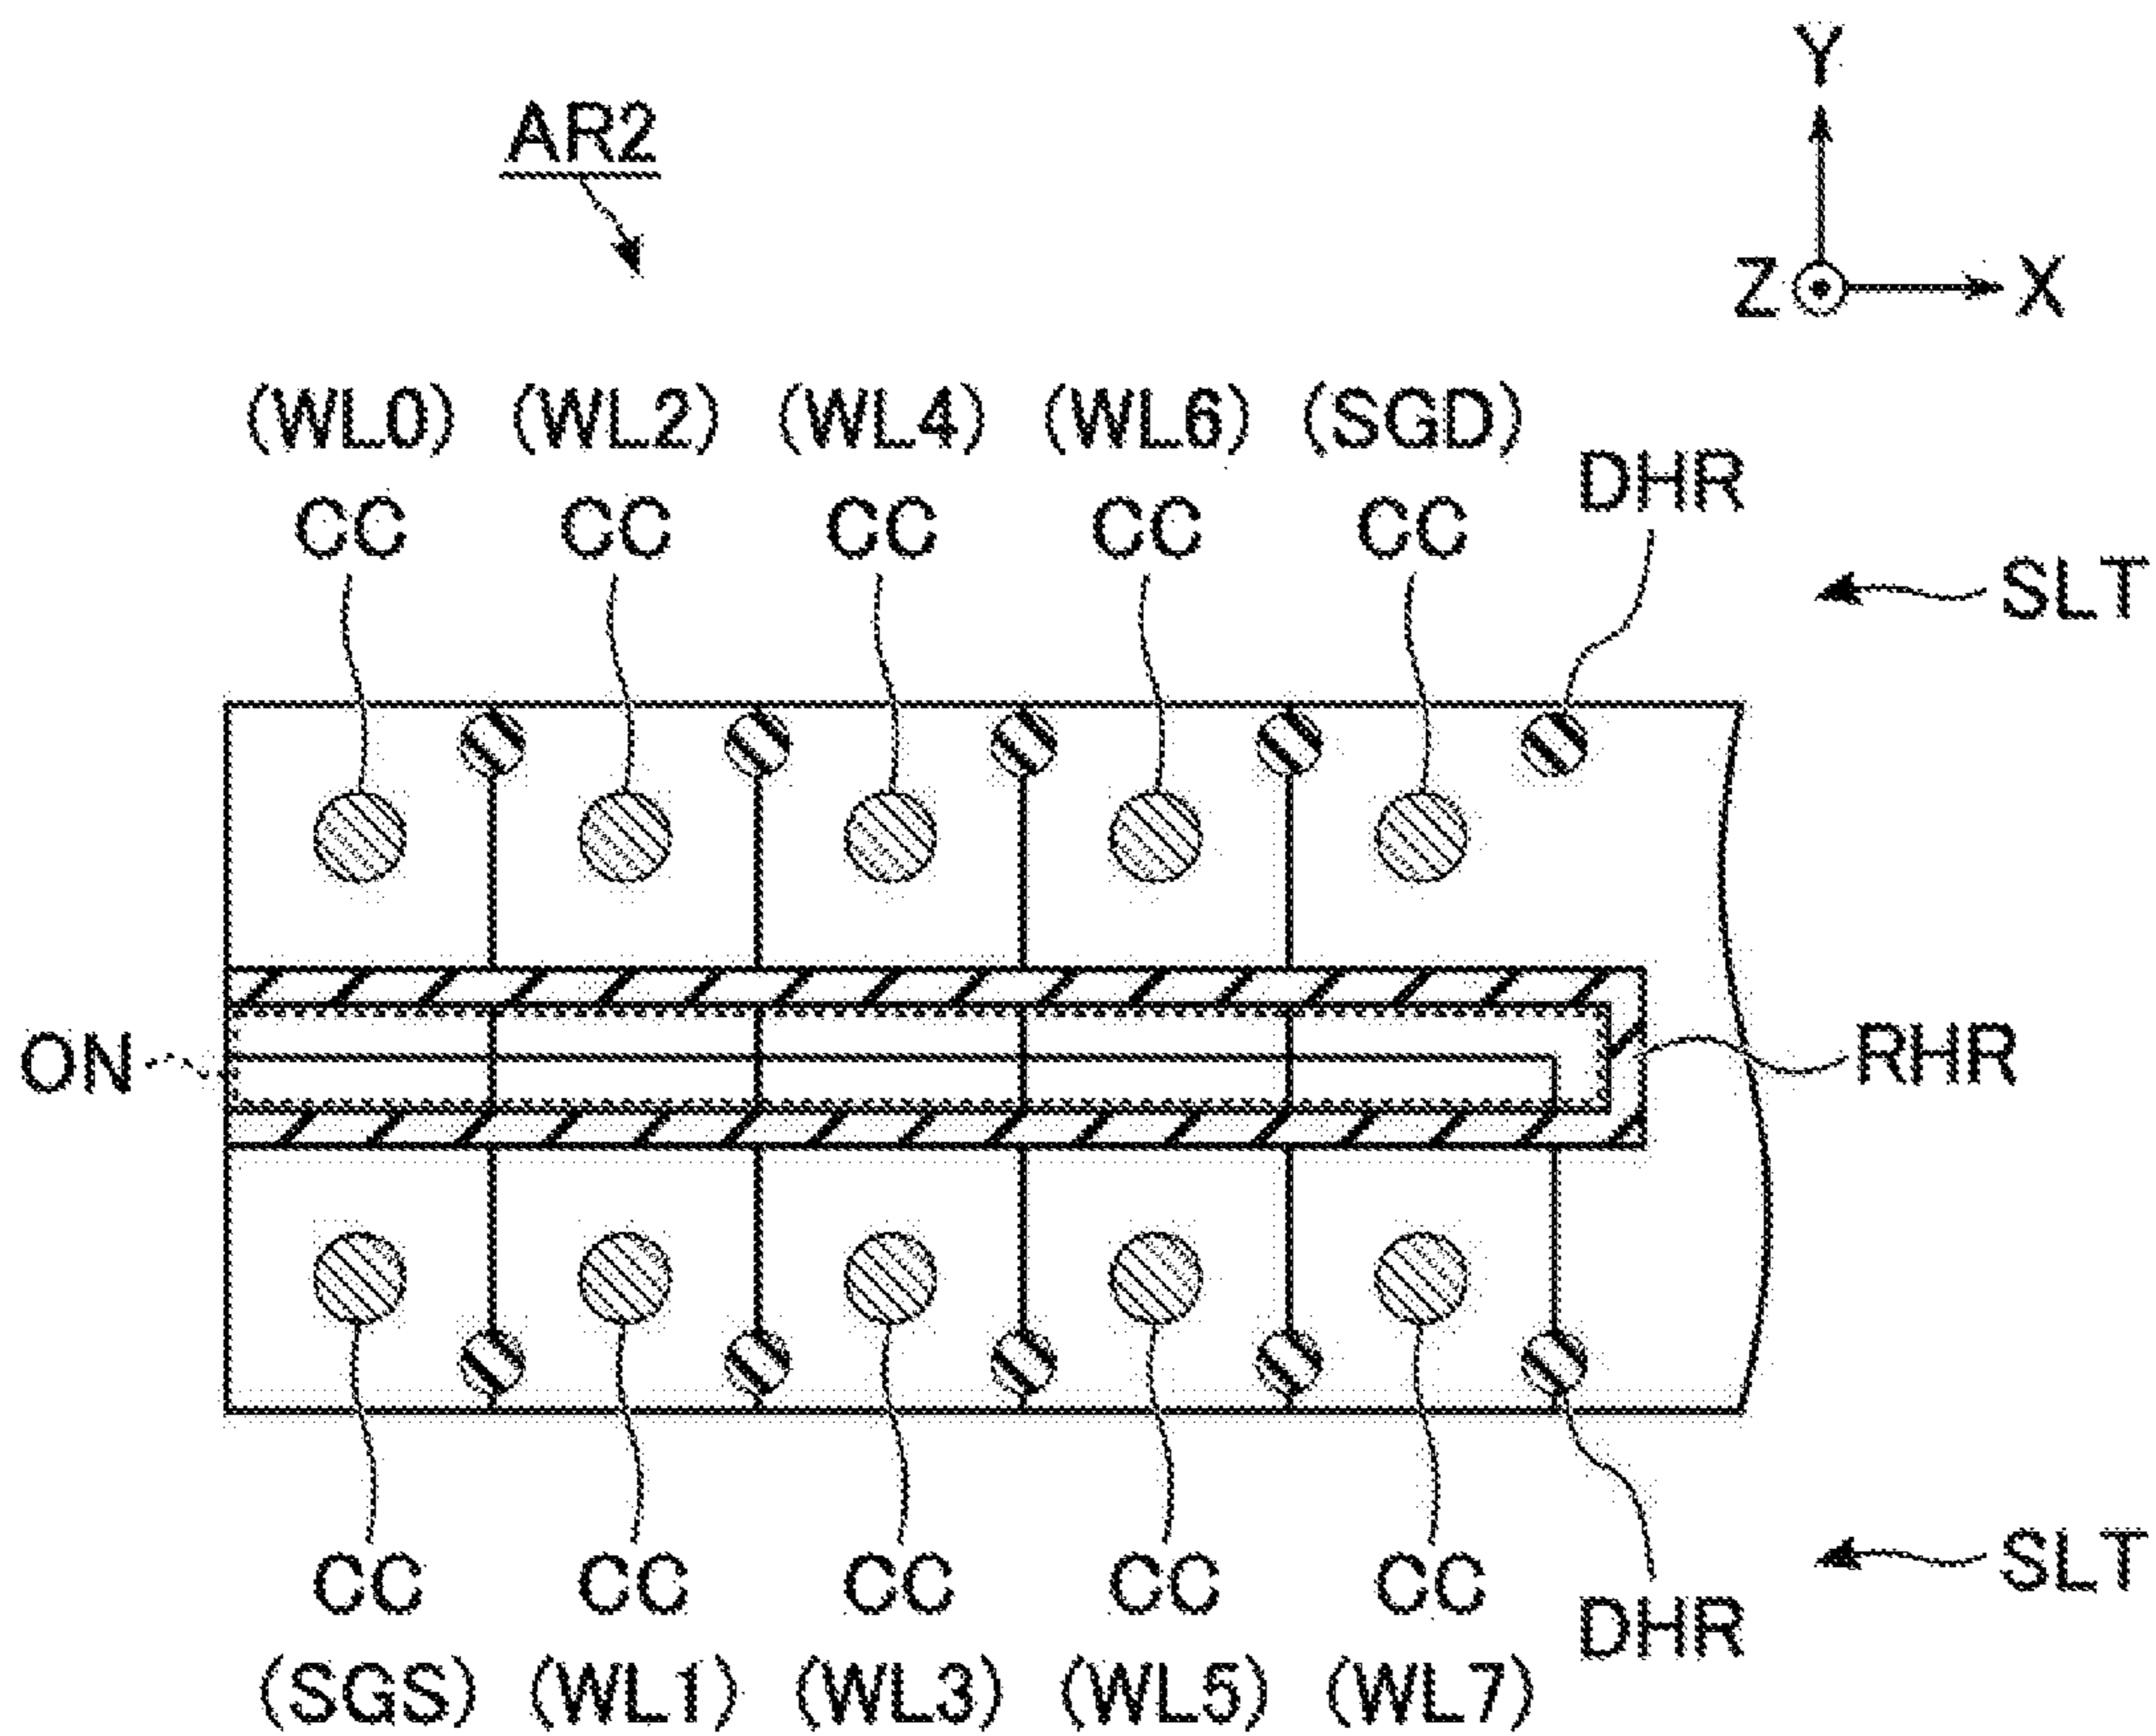 Y
AR2
Z X
(WL0) (WL2) (WL4) (WL6) (SGD)
DHR
CC CC CC CC CC
SLT
ON
RHR
CC CC CC CC CC
SLT
DHR
(SGS) (WL1) (WL3) (WL5) (WL7)